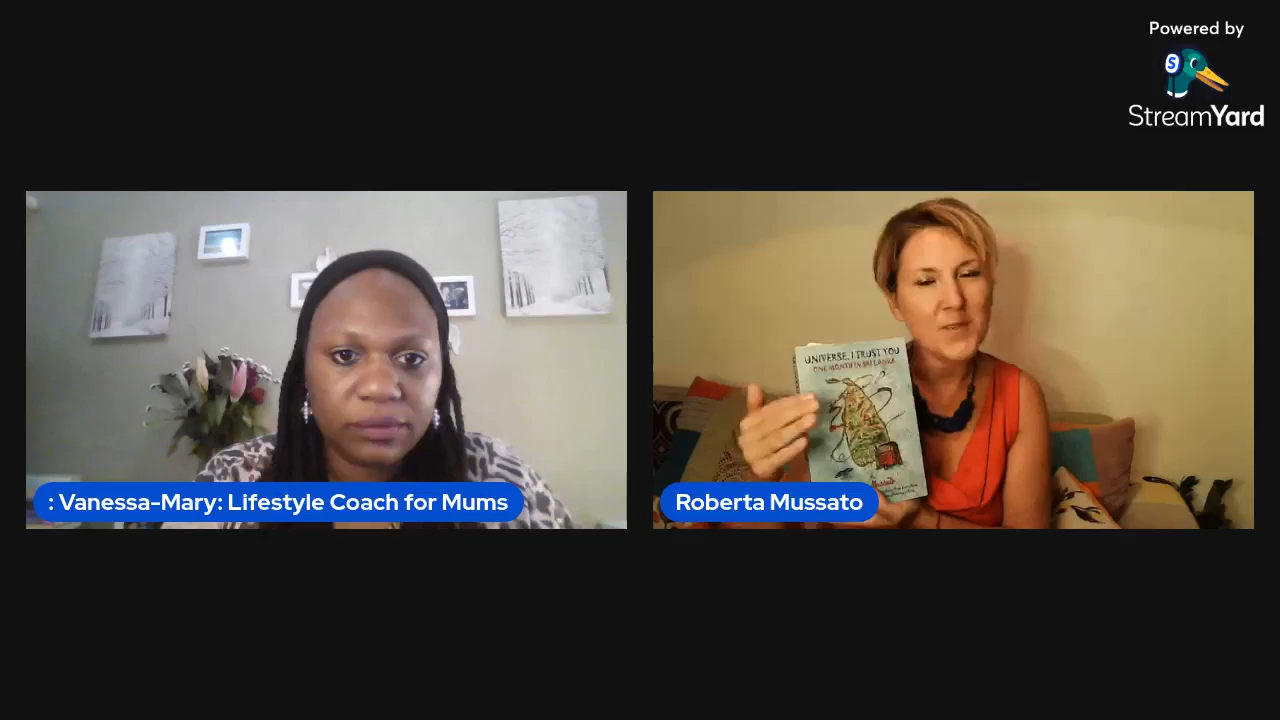 Powered by
S
StreamYard
UNIVERSE, I TRUST YOU
ONE MONTH IN SRI LANKA
Mussato
: Vanessa-Mary: Lifestyle Coach for Mums
Roberta Mussato